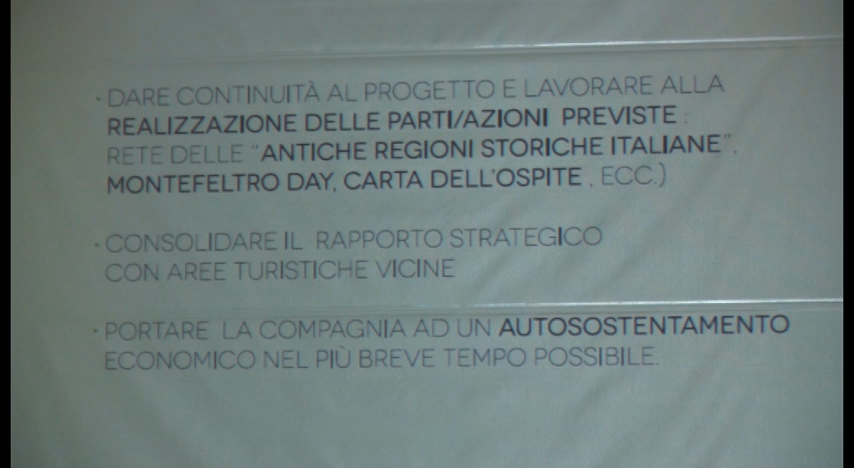 · DARE CONTINUITÀ AL PROGETTO E LAVORARE ALLA
REALIZZAZIONE DELLE PARTI/AZIONI PREVISTE :
RETE DELLE "ANTICHE REGIONI STORICHE ITALIANE",
MONTEFELTRO DAY, CARTA DELL'OSPITE , ECC.)
· CONSOLIDARE IL RAPPORTO STRATEGICO
CON AREE TURISTICHE VICINE
· PORTARE LA COMPAGNIA AD UN AUTOSOSTENTAMENTO
ECONOMICO NEL PIÙ BREVE TEMPO POSSIBILE.